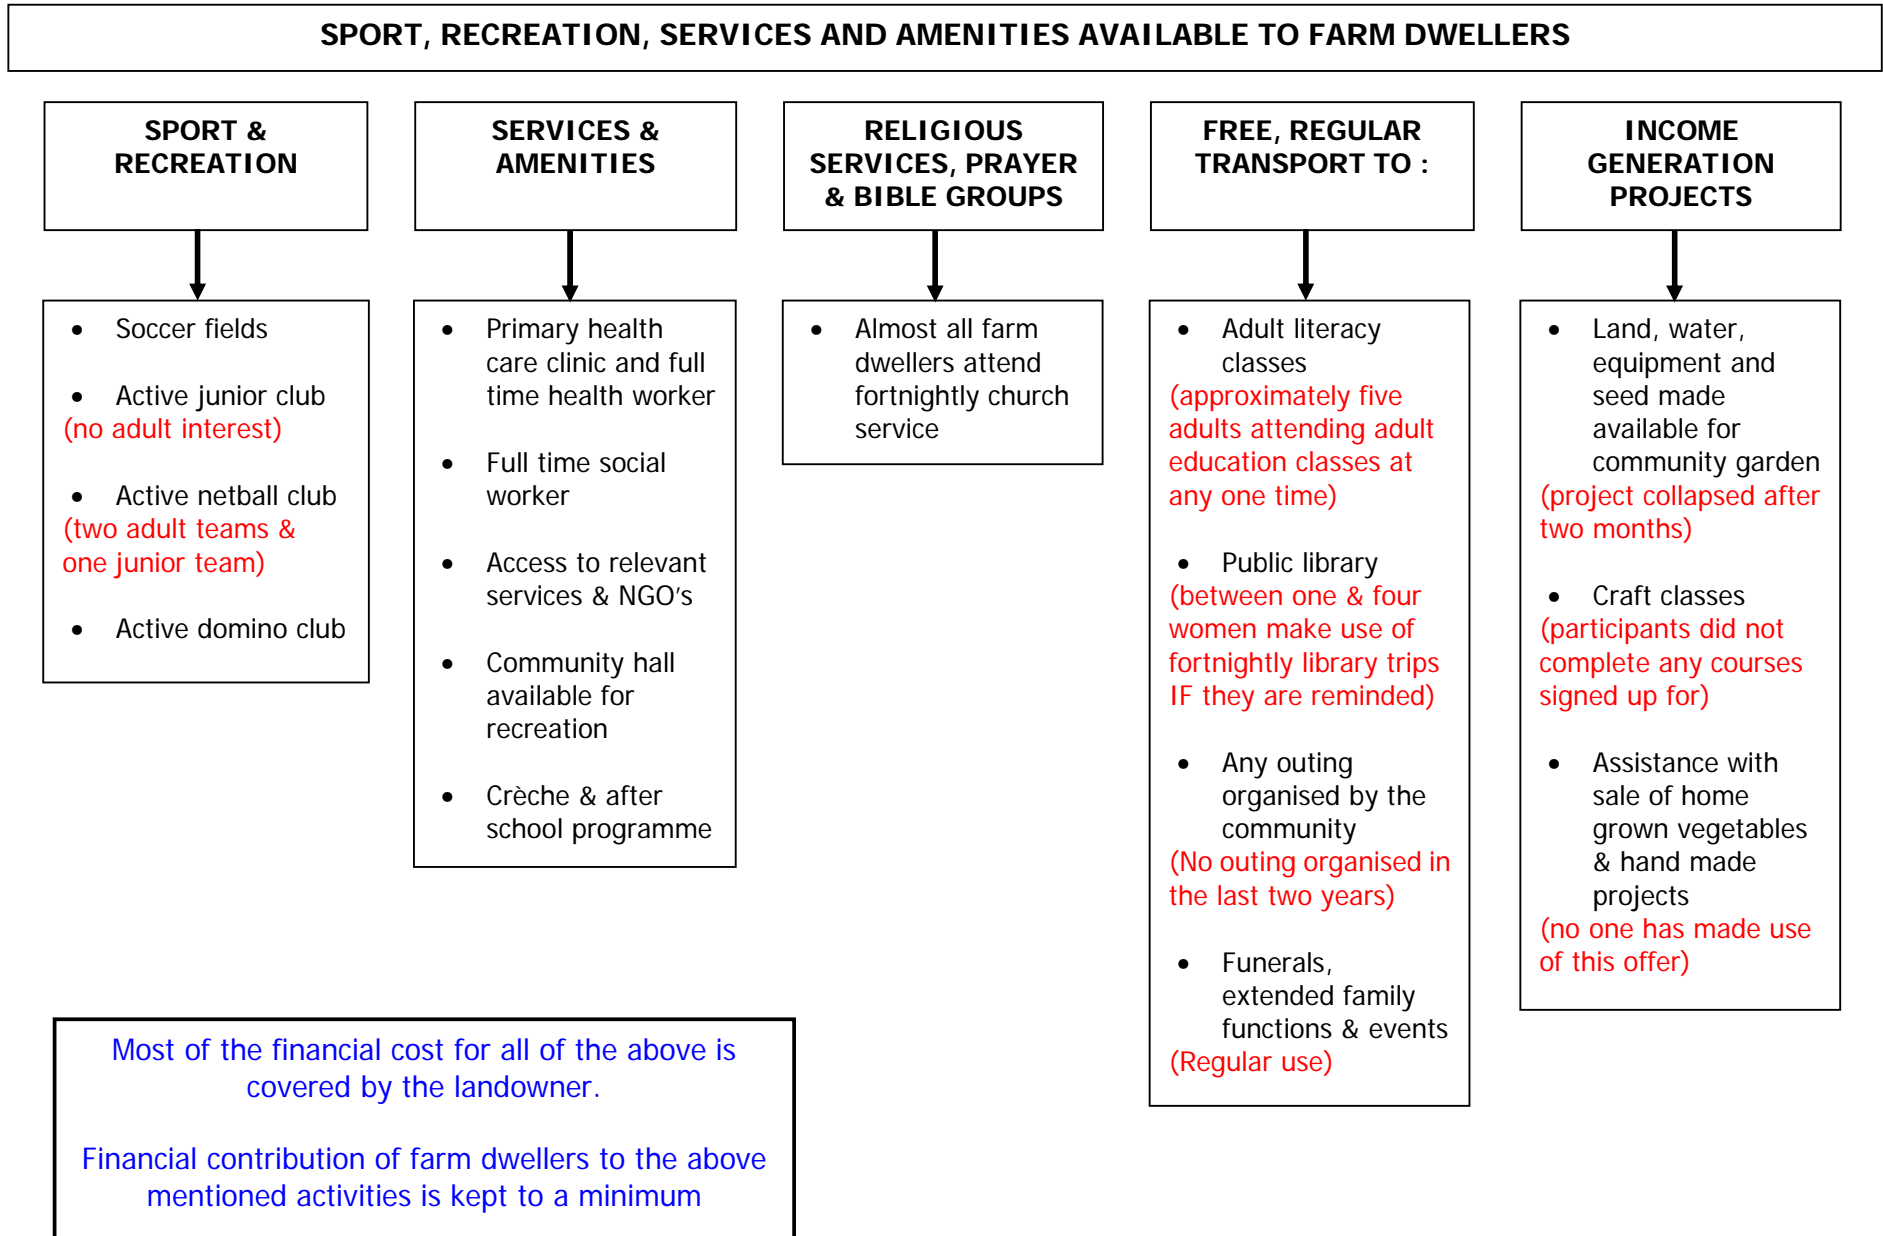 SPORT, RECREATION, SERVICES AND AMENITIES AVAILABLE TO FARM DWELLERS
SPORT &
RECREATION
• Soccer fields
• Active junior club
(no adult interest)
• Active netball club
(two adult teams &
one junior team)
• Active domino club
SERVICES &
AMENITIES
• Primary health
care clinic and full
time health worker
• Full time social
worker
• Access to relevant
services & NGO's
• Community hall
available for
recreation
• Crèche & after
school programme
RELIGIOUS
SERVICES, PRAYER
& BIBLE GROUPS
• Almost all farm
dwellers attend
fortnightly church
service
FREE, REGULAR
TRANSPORT TO :
• Adult literacy
classes
(approximately five
adults attending adult
education classes at
any one time)
• Public library
(between one & four
women make use of
fortnightly library trips
IF they are reminded)
• Any outing
organised by the
community
(No outing organised in
the last two years)
• Funerals,
extended family
functions & events
(Regular use)
INCOME
GENERATION
PROJECTS
• Land, water,
equipment and
seed made
available for
community garden
(project collapsed after
two months)
• Craft classes
(participants did not
complete any courses
signed up for)
• Assistance with
sale of home
grown vegetables
& hand made
projects
(no one has made use
of this offer)
Most of the financial cost for all of the above is
covered by the landowner.
Financial contribution of farm dwellers to the above
mentioned activities is kept to a minimum